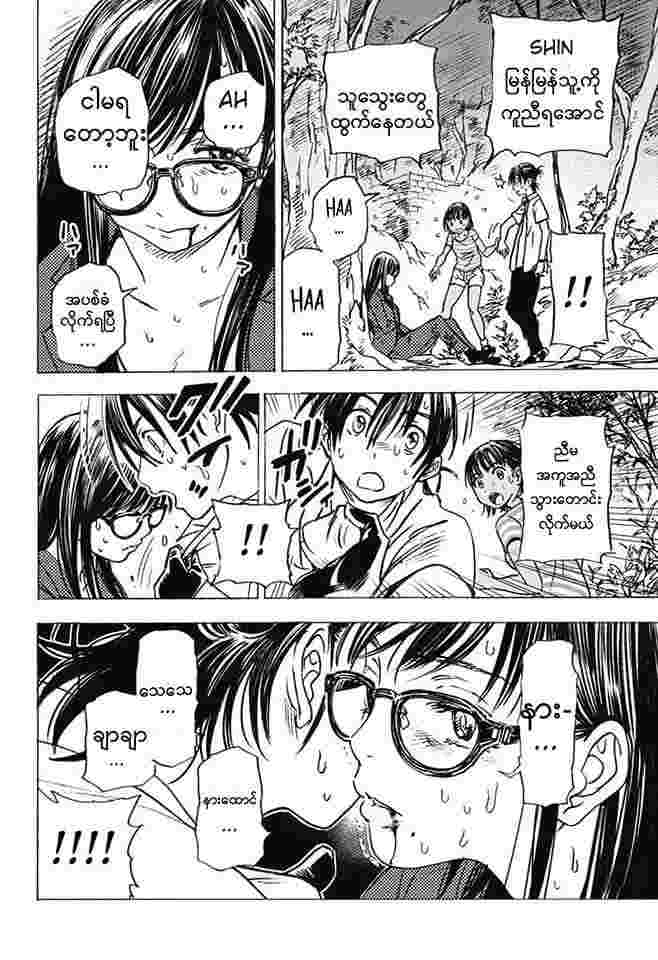 SHIN
မြန်မြန်သူ့ကို
ကူညီရအောင်
သူသွေးတွေ
ထွက်နေတယ်
!!
HAA
...
HAA
...
AH
...
ငါမရ
တော့ဘူး
...
အပစ်ခံ
လိုက်ရပြီ
...
ညီမ
အကူအညီ
သွားတောင်း
လိုက်မယ်
!!
နား-
...
နားထောင်
...
သေသေ
...
ချာချာ
...
!!!!